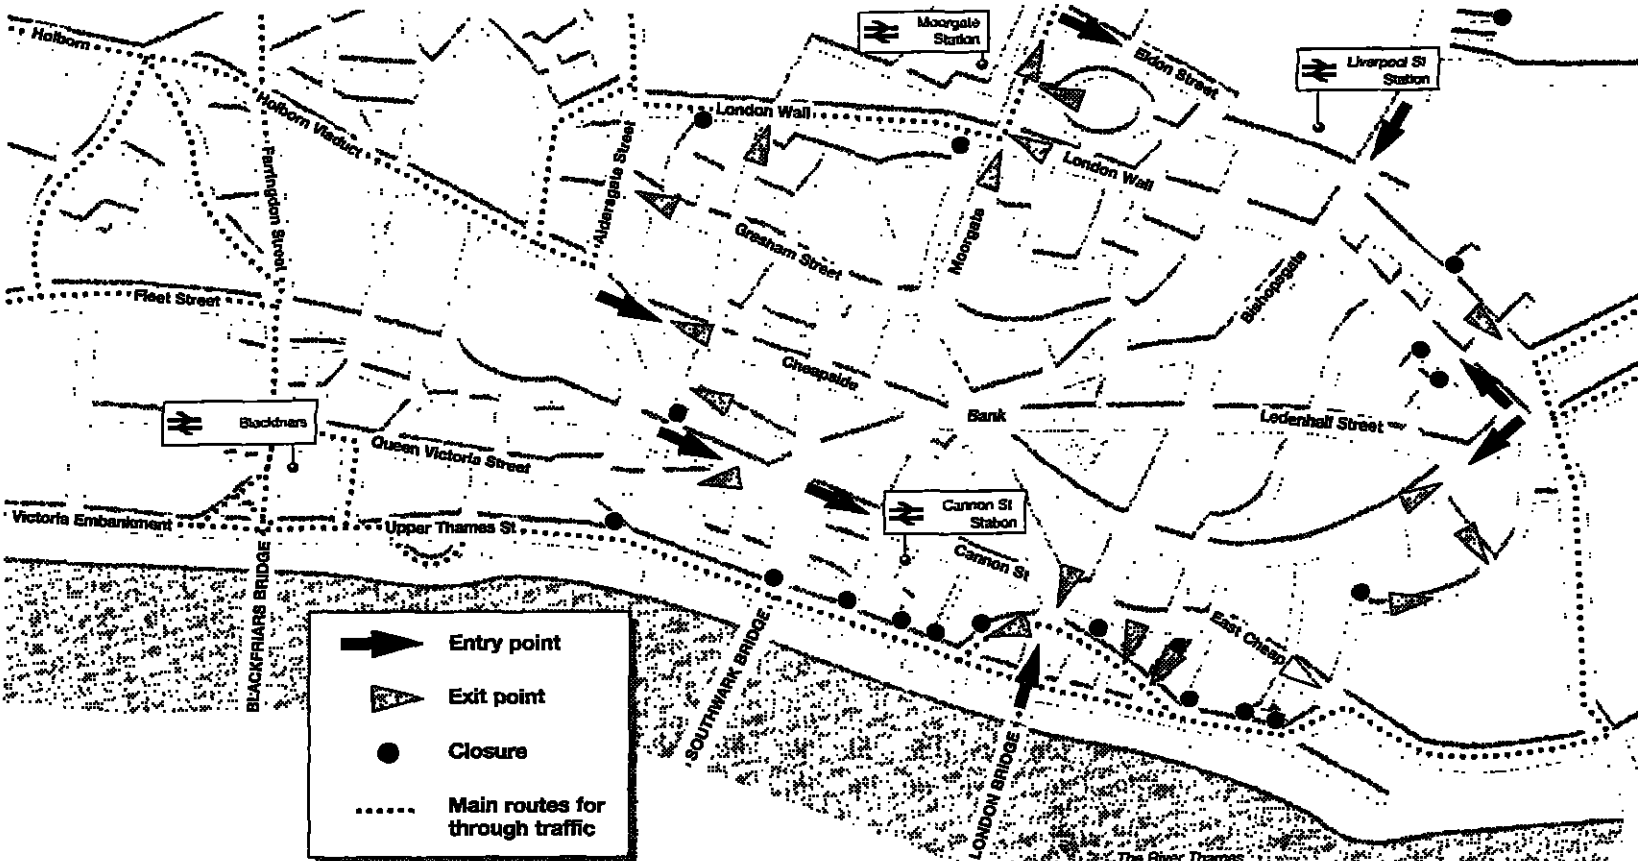 Holborn
Moorgate
Station
Eldon Street
Liverpool St
Station
Holborn Viaduct
London Wall
London Wall
Farringdon Street
Aldersgate Street
Gresham Street
Moorgate
Bishopsgate
Fleet Street
Cheapside
Bank
Ledenhall Street
Blackfriars
Queen Victoria Street
Cannon St
Station
Victoria Embankment
Upper Thames St
Cannon St
East Cheap
BLACKFRIARS BRIDGE
SOUTHWARK BRIDGE
LONDON BRIDGE
The River Thames
Entry point
Exit point
Closure
Main routes for
through traffic